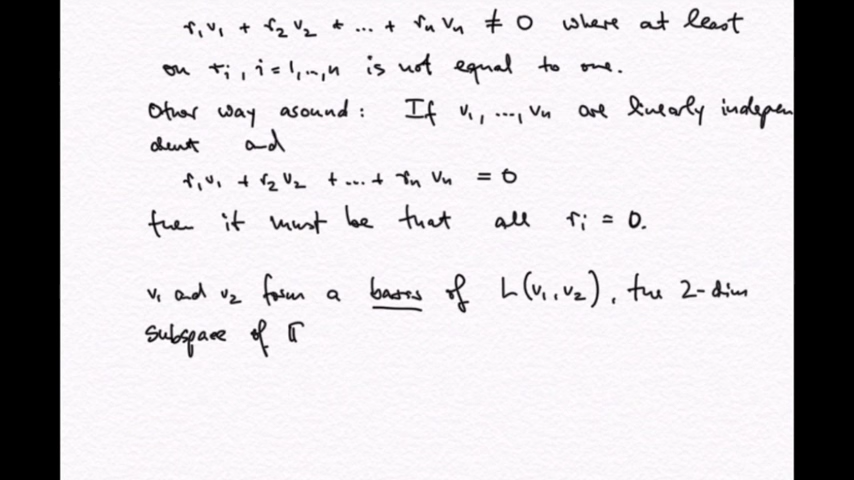 r₁v₁ + r₂v₂ + ... + rₙvₙ ≠ 0 where at least
on rᵢ, i=1,...,n is not equal to one.
Other way around: If v₁, ..., vₙ are linearly indepen
dent and
r₁v₁ + r₂v₂ + ... + rₙvₙ = 0
then it must be that all rᵢ = 0.
v₁ and v₂ form a basis of L(v₁,v₂), the 2-dim
subspace of